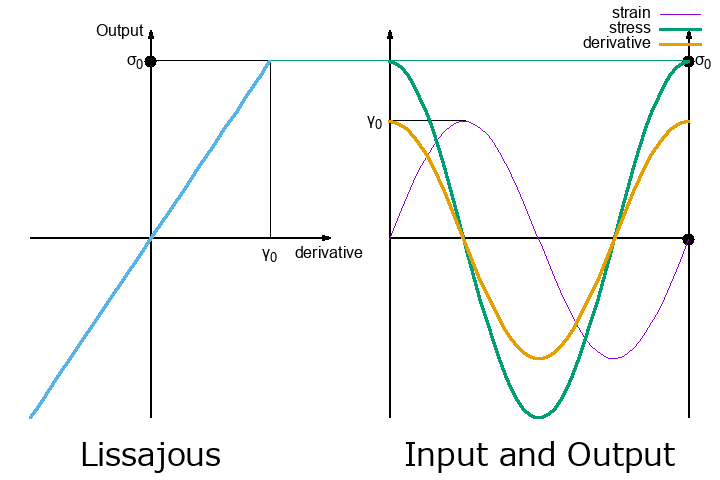 Output
σ0
γ0
derivative
Lissajous
strain
stress
derivative
σ0
γ0
Input and Output